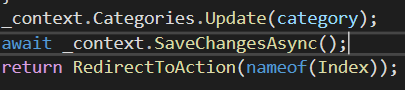 _context.Categories.Update(category);
await _context.SaveChangesAsync();
return RedirectToAction(nameof(Index));